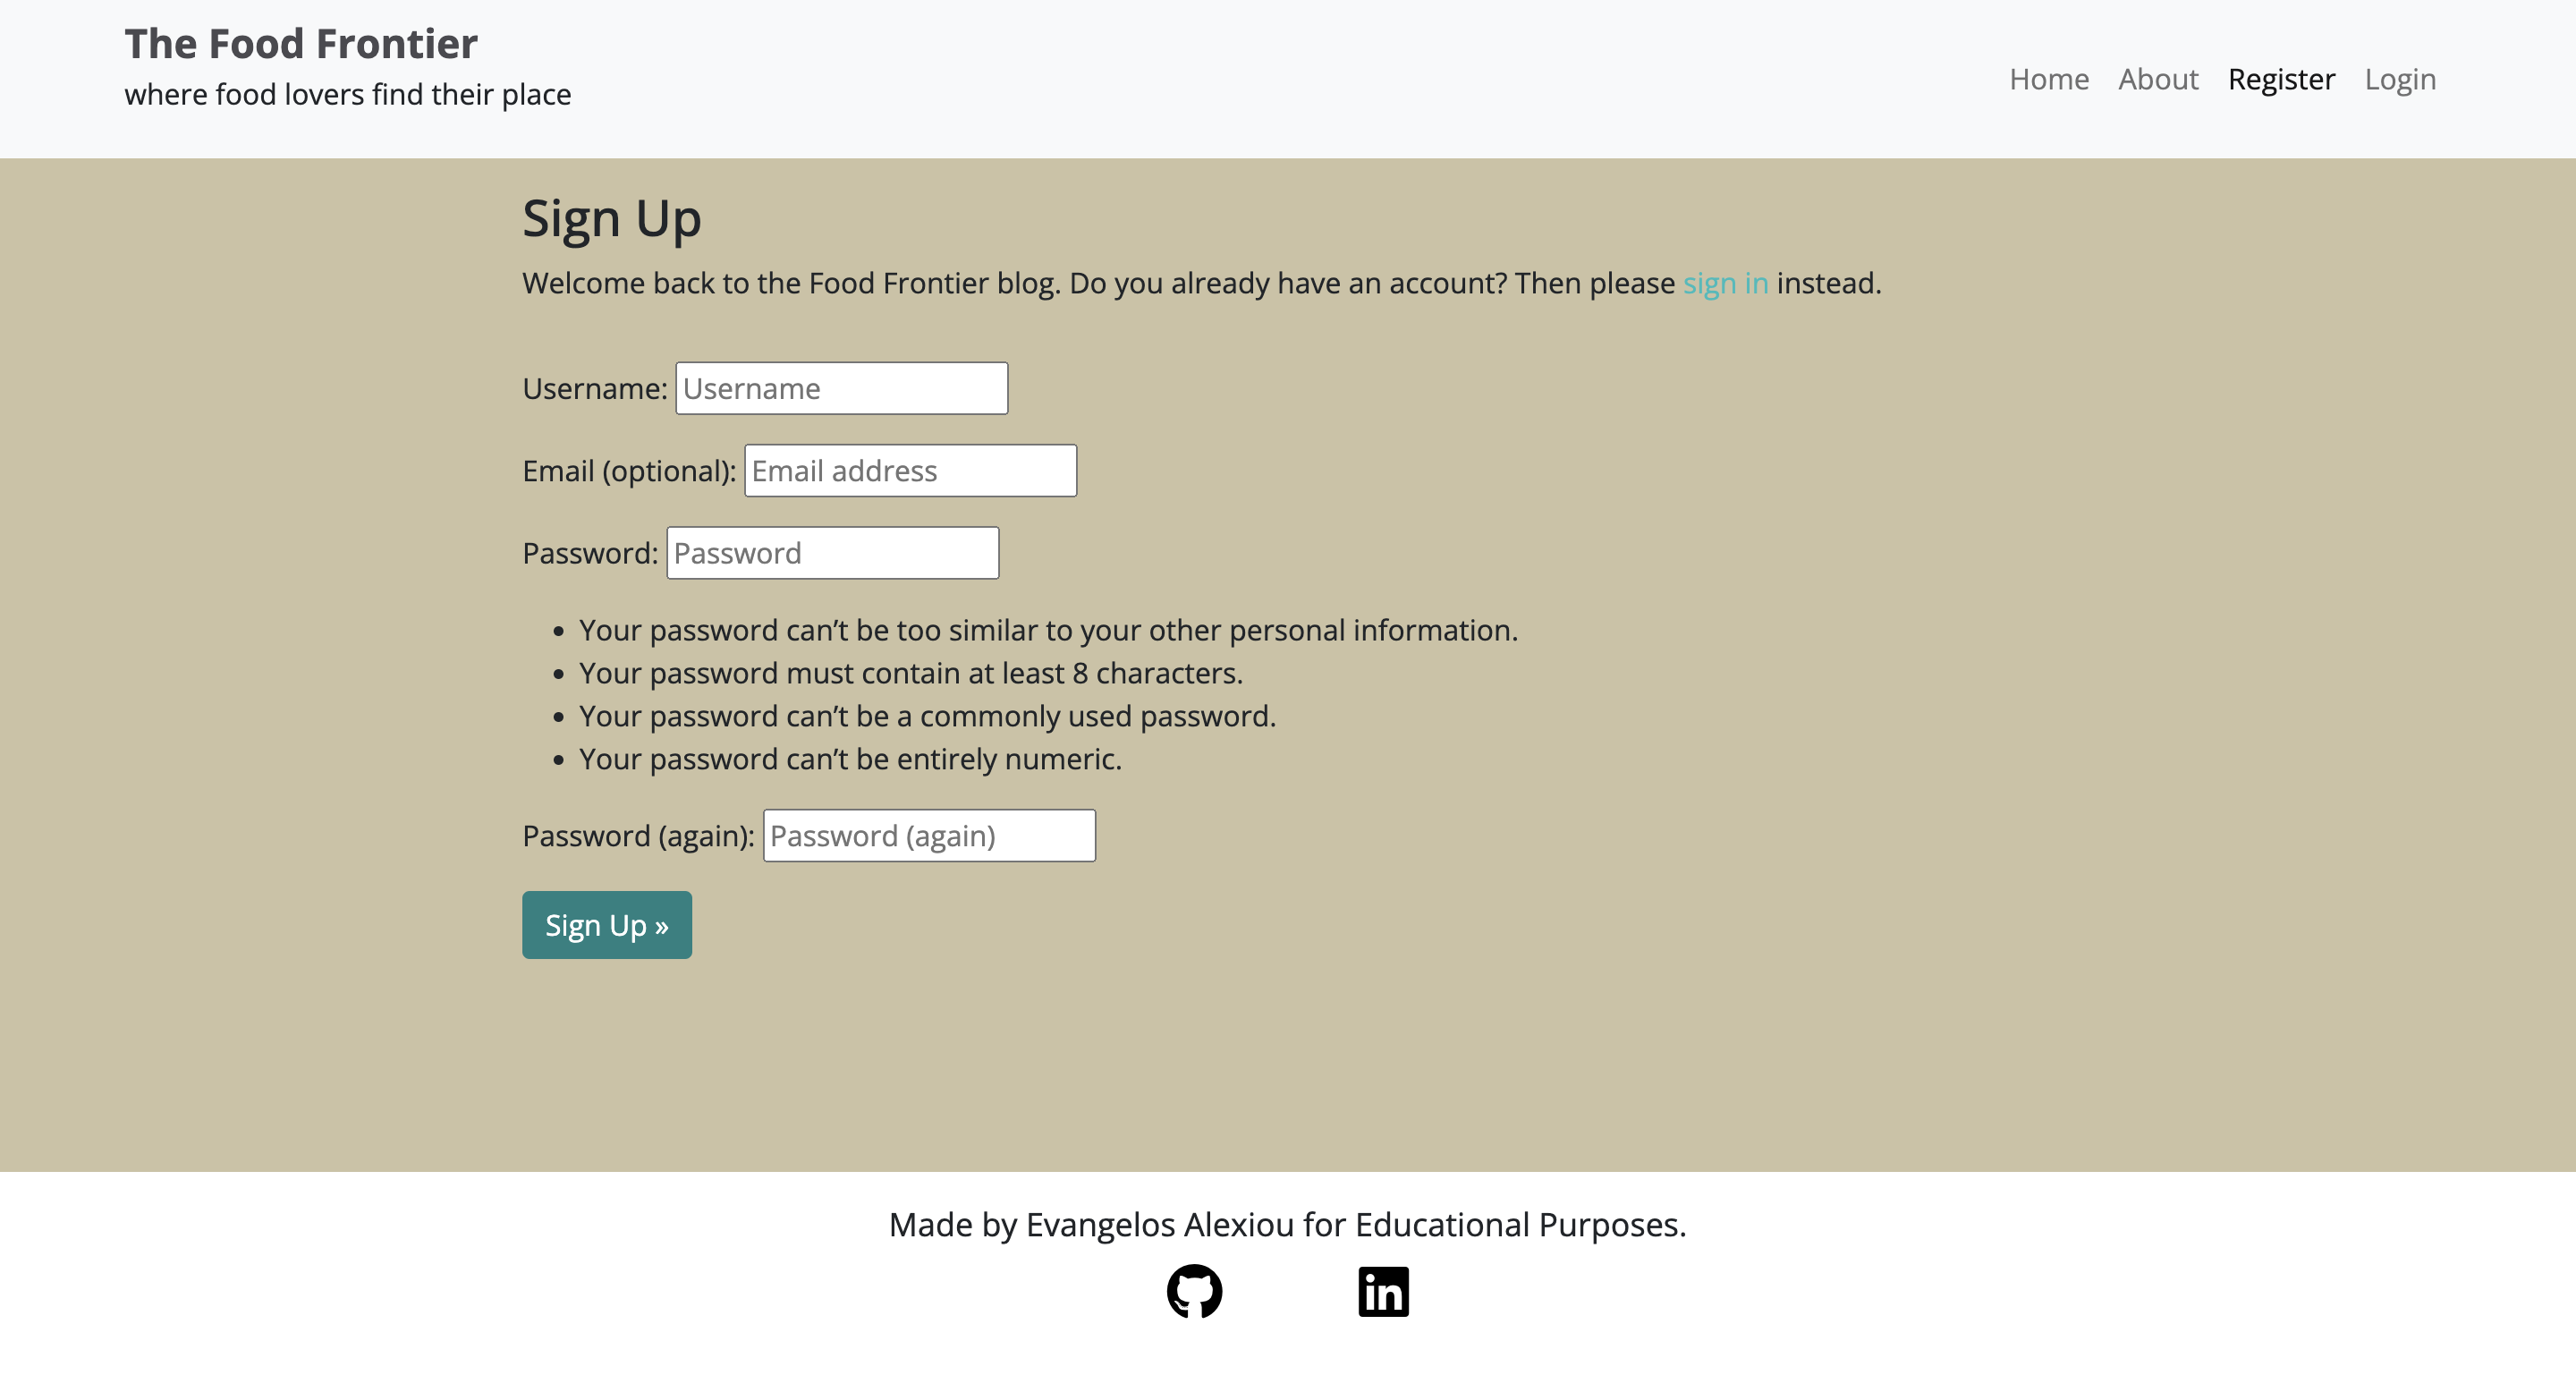 The Food Frontier
where food lovers find their place
Home About Register Login
Sign Up
Welcome back to the Food Frontier blog. Do you already have an account? Then please sign in instead.
Username: Username
Email (optional): Email address
Password: Password
• Your password can’t be too similar to your other personal information.
• Your password must contain at least 8 characters.
• Your password can’t be a commonly used password.
• Your password can’t be entirely numeric.
Password (again): Password (again)
Sign Up »
Made by Evangelos Alexiou for Educational Purposes.
in